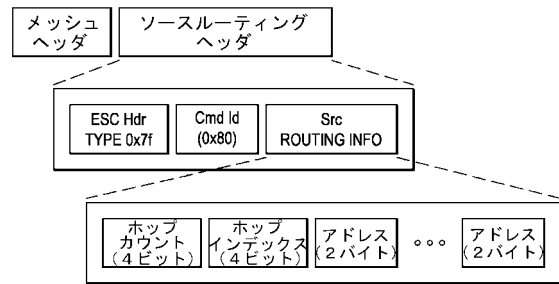 メッシュ
ヘッダ
ソースルーティング
ヘッダ
ESC Hdr
TYPE 0x7f
Cmd Id
(0x80)
Src
ROUTING INFO
ホップ
カウント
(4ビット)
ホップ
インデックス
(4ビット)
アドレス
(2バイト)
○○○
アドレス
(2バイト)